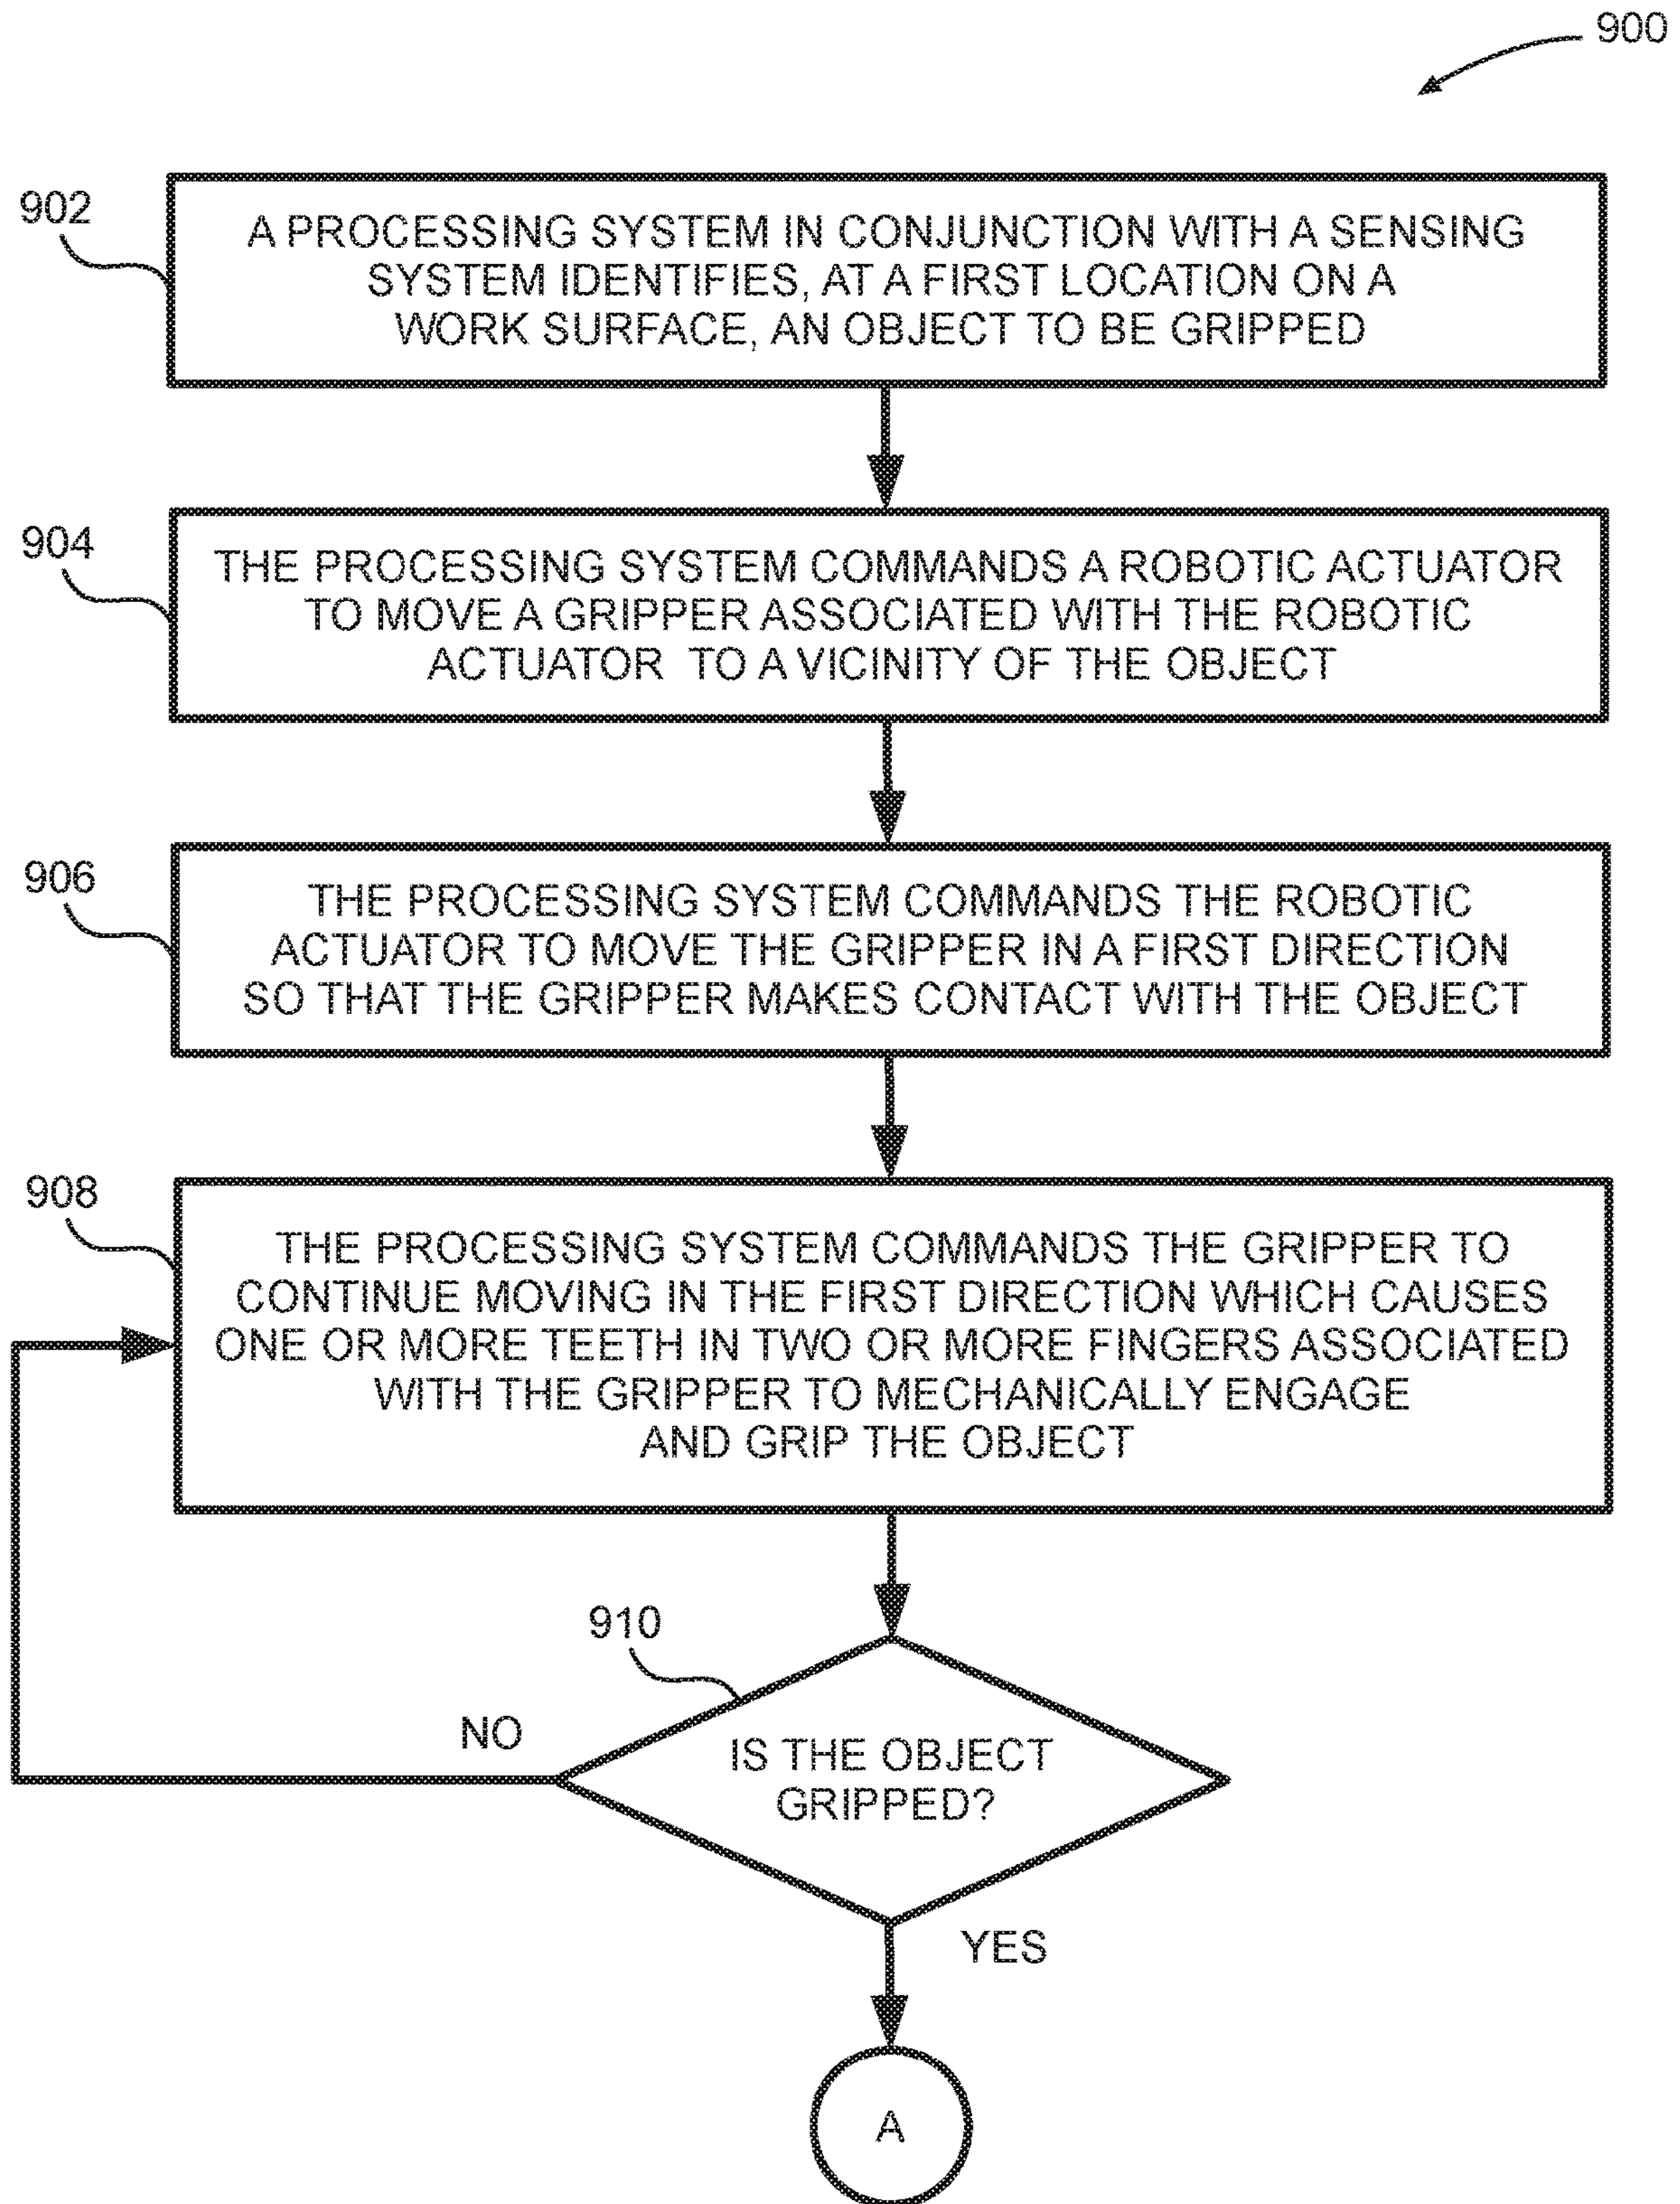 900
902
A PROCESSING SYSTEM IN CONJUNCTION WITH A SENSING
SYSTEM IDENTIFIES, AT A FIRST LOCATION ON A
WORK SURFACE, AN OBJECT TO BE GRIPPED
904
THE PROCESSING SYSTEM COMMANDS A ROBOTIC ACTUATOR
TO MOVE A GRIPPER ASSOCIATED WITH THE ROBOTIC
ACTUATOR TO A VICINITY OF THE OBJECT
906
THE PROCESSING SYSTEM COMMANDS THE ROBOTIC
ACTUATOR TO MOVE THE GRIPPER IN A FIRST DIRECTION
SO THAT THE GRIPPER MAKES CONTACT WITH THE OBJECT
908
THE PROCESSING SYSTEM COMMANDS THE GRIPPER TO
CONTINUE MOVING IN THE FIRST DIRECTION WHICH CAUSES
ONE OR MORE TEETH IN TWO OR MORE FINGERS ASSOCIATED
WITH THE GRIPPER TO MECHANICALLY ENGAGE
AND GRIP THE OBJECT
910
NO
IS THE OBJECT
GRIPPED?
YES
A